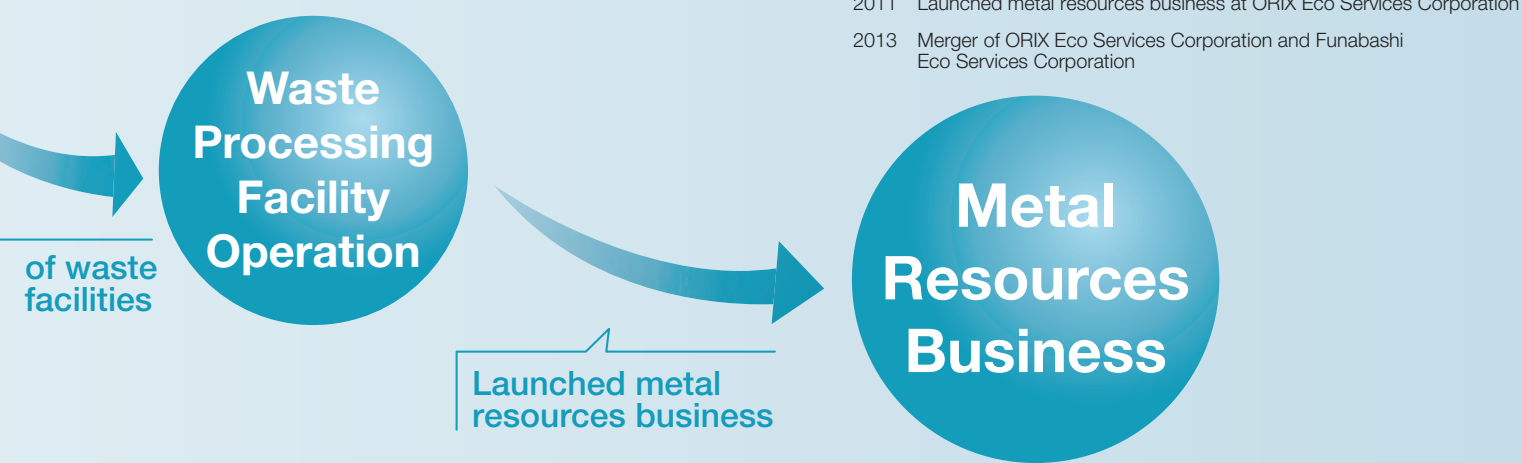 2011 Launched metal resources business at ORIX Eco Services Corporation
2013 Merger of ORIX Eco Services Corporation and Funabashi
Eco Services Corporation
Waste
Processing
Facility
Operation
of waste
facilities
Launched metal
resources business
Metal
Resources
Business